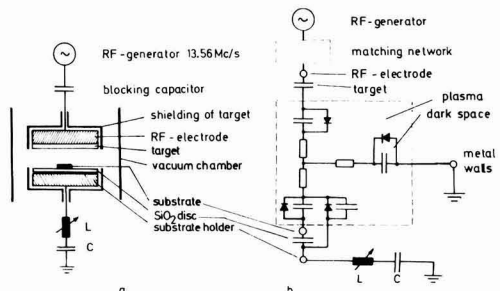 RF-generator 13.56 Mc/s
blocking capacitor
shielding of target
RF-electrode
target
vacuum chamber
substrate
SiO2 disc
substrate holder
L
C
a
RF-generator
matching network
RF-electrode
target
plasma
dark space
metal
walls
L
C
b